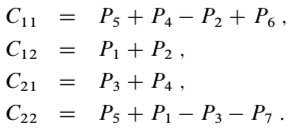 C₁₁ = P₅ + P₄ − P₂ + P₆ ,
C₁₂ = P₁ + P₂ ,
C₂₁ = P₃ + P₄ ,
C₂₂ = P₅ + P₁ − P₃ − P₇ .